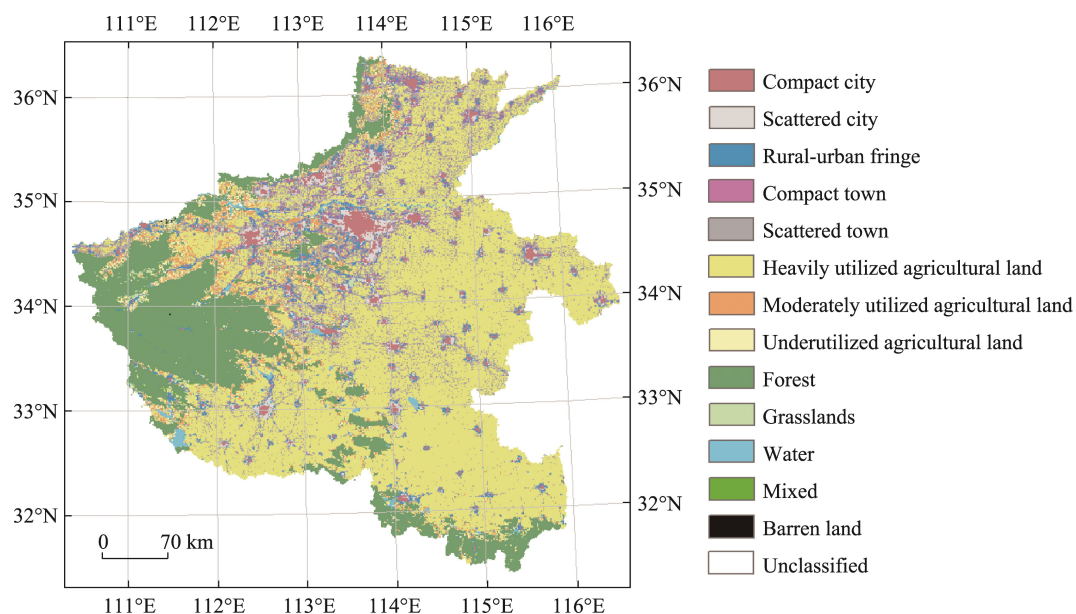 111°E 112°E 113°E 114°E 115°E 116°E
36°N
35°N
34°N
33°N
32°N
36°N
35°N
34°N
33°N
32°N
0 70 km
111°E 112°E 113°E 114°E 115°E 116°E
Compact city
Scattered city
Rural-urban fringe
Compact town
Scattered town
Heavily utilized agricultural land
Moderately utilized agricultural land
Underutilized agricultural land
Forest
Grasslands
Water
Mixed
Barren land
Unclassified